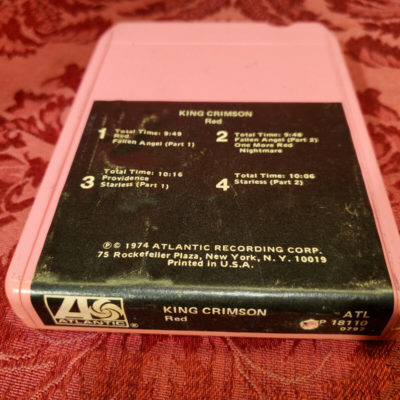 KING CRIMSON
Red
1 Total Time: 9:49
Red
Fallen Angel (Part 1)
2 Total Time: 9:46
Fallen Angel (Part 2)
One More Red
Nightmare
3 Total Time: 10:16
Providence
Starless (Part 1)
4 Total Time: 10:06
Starless (Part 2)
Ⓟ © 1974 ATLANTIC RECORDING CORP.
75 Rockefeller Plaza, New York, N. Y. 10019
Printed in U.S.A.
ATLANTIC ®
KING CRIMSON
Red
ATL
TP 18110
0797